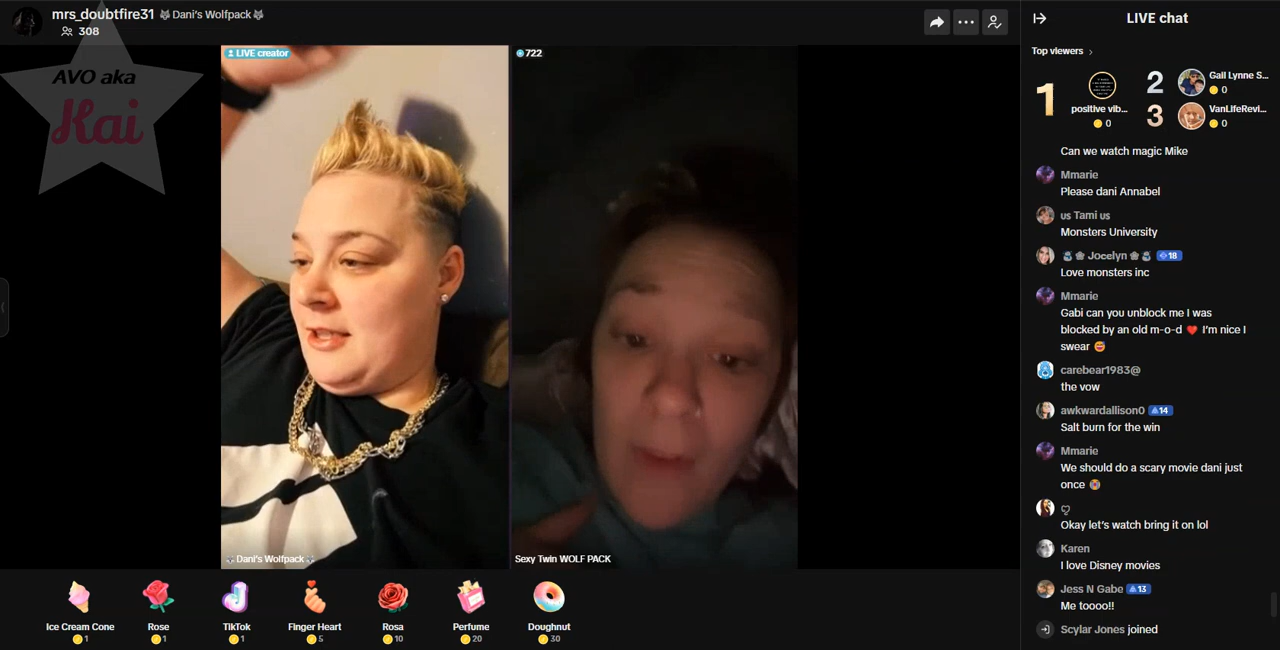 mrs_doubtfire31 🐺Dani's Wolfpack🐺
308
AVO aka
Kai
LIVE creator
722
Dani's Wolfpack
Sexy Twin WOLF PACK
Ice Cream Cone
1
Rose
1
TikTok
1
Finger Heart
5
Rosa
10
Perfume
20
Doughnut
30
LIVE chat
Top viewers >
1
positive vib...
0
2
Gail Lynne S...
0
3
VanLifeRevi...
0
Can we watch magic Mike
Mmarie
Please dani Annabel
us Tami us
Monsters University
Jocelyn 18
Love monsters inc
Mmarie
Gabi can you unblock me I was
blocked by an old m-o-d ❤️ I'm nice I
swear 😅
carebear1983@
the vow
awkwardallison0 14
Salt burn for the win
Mmarie
We should do a scary movie dani just
once 😭
Okay let's watch bring it on lol
Karen
I love Disney movies
Jess N Gabe 13
Me toooo!!
Scylar Jones joined